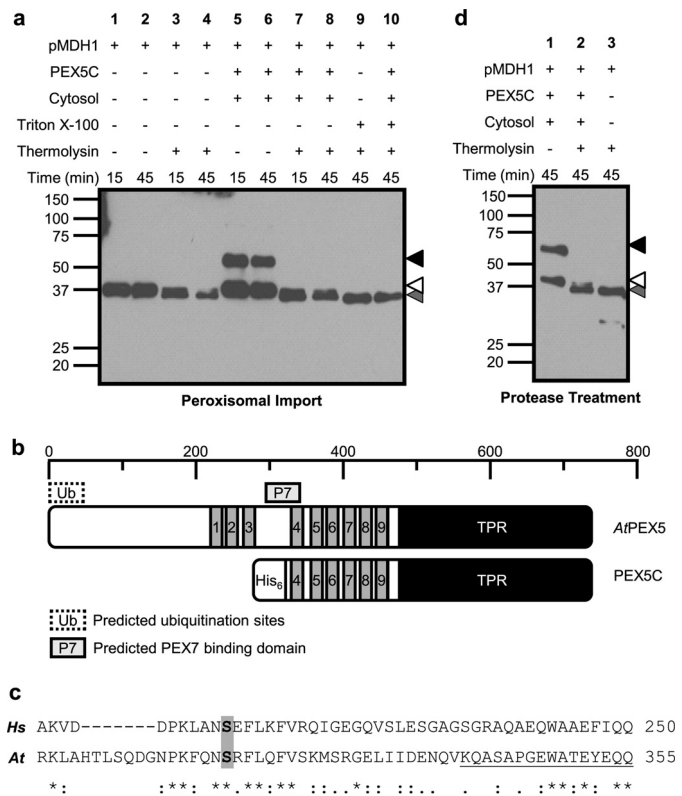 a
1 2 3 4 5 6 7 8 9 10
pMDH1 + + + + + + + + + +
PEX5C - - - - + + + + - +
Cytosol - - - - + + + + - +
Triton X-100 - - - - - - - - + +
Thermolysin - - + + - - + + + +
Time (min) 15 45 15 45 15 45 15 45 45 45
150
100
75
50
37
25
20
Peroxisomal Import
d
1 2 3
pMDH1 + + +
PEX5C + + -
Cytosol + + -
Thermolysin - + +
Time (min) 45 45 45
150
100
75
50
37
25
20
Protease Treatment
b
0 200 400 600 800
Ub P7
1 2 3 4 5 6 7 8 9 TPR AtPEX5
His6 4 5 6 7 8 9 TPR PEX5C
Ub Predicted ubiquitination sites
P7 Predicted PEX7 binding domain
c
Hs AKVD-------DPKLANSEFLKFVRQIGEGQVSLESGAGSGRAQAEQWAAEFIQQ 250
At RKLAHTLSQDGNPKFQNSRFLQFVSKMSRGELIIDENQVKQASAPGEWATEYEQQ 355
*: :** **.**:** ::.:*:: :.. . . . :**:*: **